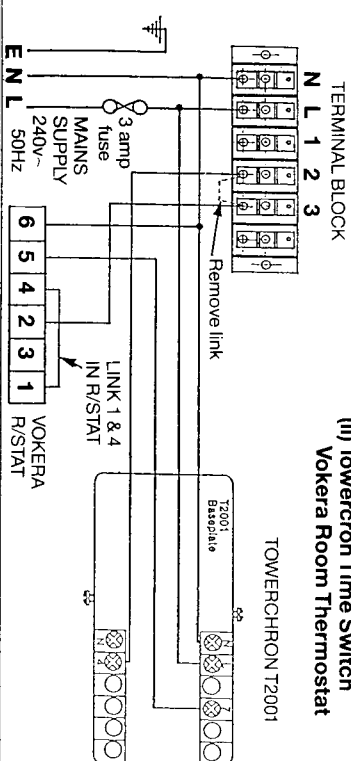 (ii) Towercron Time Switch
Vokera Room Thermostat
TERMINAL BLOCK
N L 1 2 3
Remove link
TOWERCHRON T2001
T2001
Baseplate
N
N
3 amp
fuse
E
N
L
MAINS
SUPPLY
240v~
50Hz
LINK 1 & 4
IN R/STAT
6 5 4 2 3 1
VOKERA
R/STAT